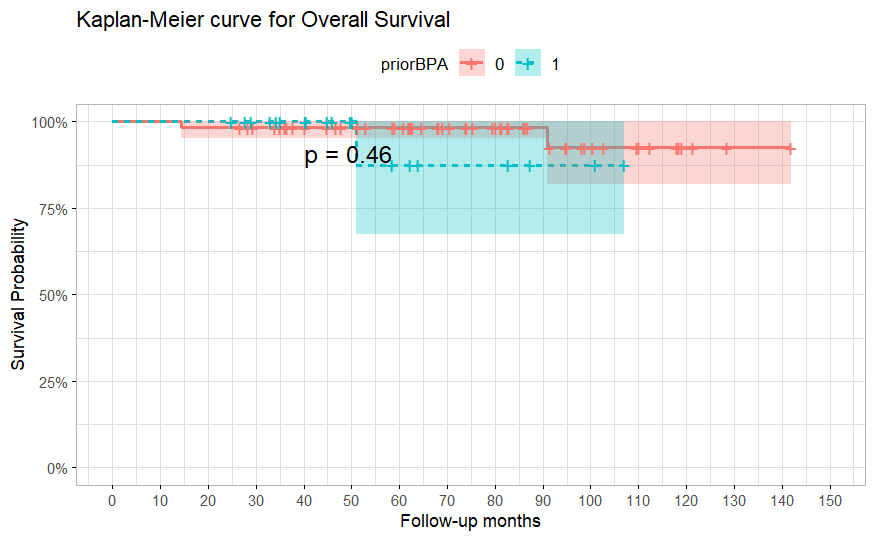 Kaplan-Meier curve for Overall Survival
priorBPA 0 1
100%
75%
50%
25%
0%
Survival Probability
p = 0.46
0 10 20 30 40 50 60 70 80 90 100 110 120 130 140 150
Follow-up months